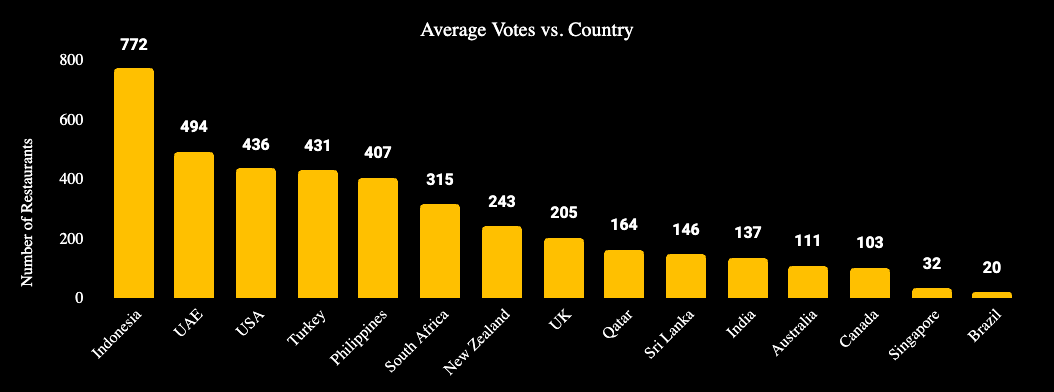 Average Votes vs. Country
Number of Restaurants
800
600
400
200
0
772
494
436
431
407
315
243
205
164
146
137
111
103
32
20
Indonesia
UAE
USA
Turkey
Philippines
South Africa
New Zealand
UK
Qatar
Sri Lanka
India
Australia
Canada
Singapore
Brazil